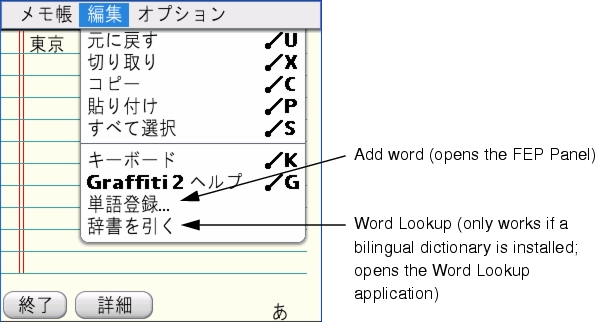 メモ帳 編集 オプション
東京
元に戻す ／U
切り取り ／X
コピー ／C
貼り付け ／P
すべて選択 ／S
キーボード ／K
Graffiti 2 ヘルプ ／G
単語登録...
辞書を引く
終了 詳細 あ
Add word (opens the FEP Panel)
Word Lookup (only works if a
bilingual dictionary is installed;
opens the Word Lookup
application)